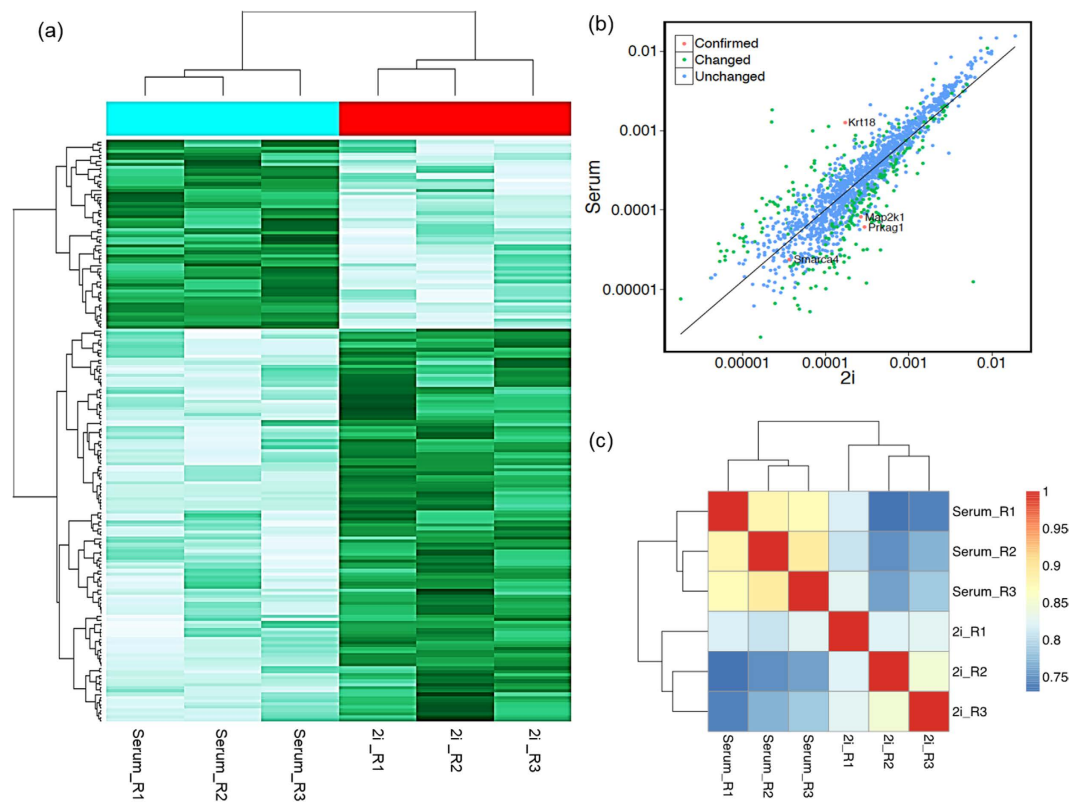 (a)
Serum_R1
Serum_R2
Serum_R3
2i_R1
2i_R2
2i_R3
(b)
Confirmed
Changed
Unchanged
Krt18
Map2k1
Prkag1
Smarca4
Serum
0.01
0.001
0.0001
0.00001
0.00001
0.0001
0.001
0.01
2i
(c)
1
0.95
0.9
0.85
0.8
0.75
Serum_R1
Serum_R2
Serum_R3
2i_R1
2i_R2
2i_R3
Serum_R1
Serum_R2
Serum_R3
2i_R1
2i_R2
2i_R3